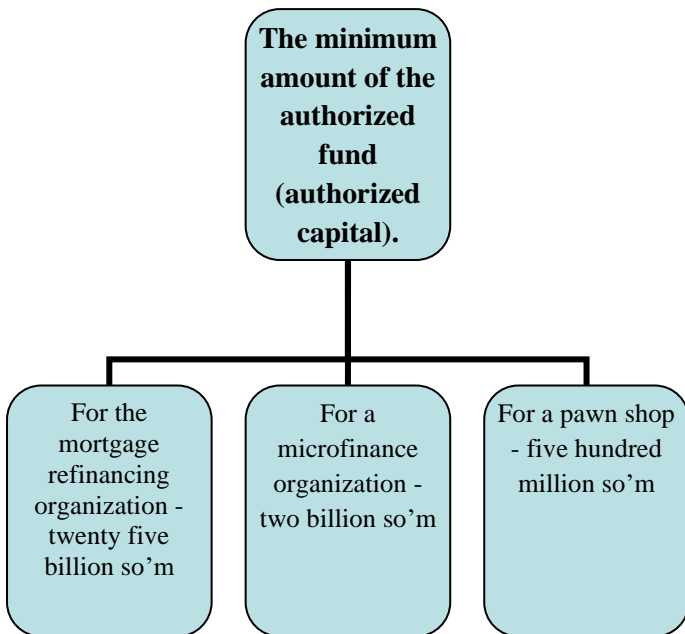 The minimum
amount of the
authorized
fund
(authorized
capital).
For the
mortgage
refinancing
organization -
twenty five
billion so’m
For a
microfinance
organization -
two billion so’m
For a pawn shop
- five hundred
million so’m